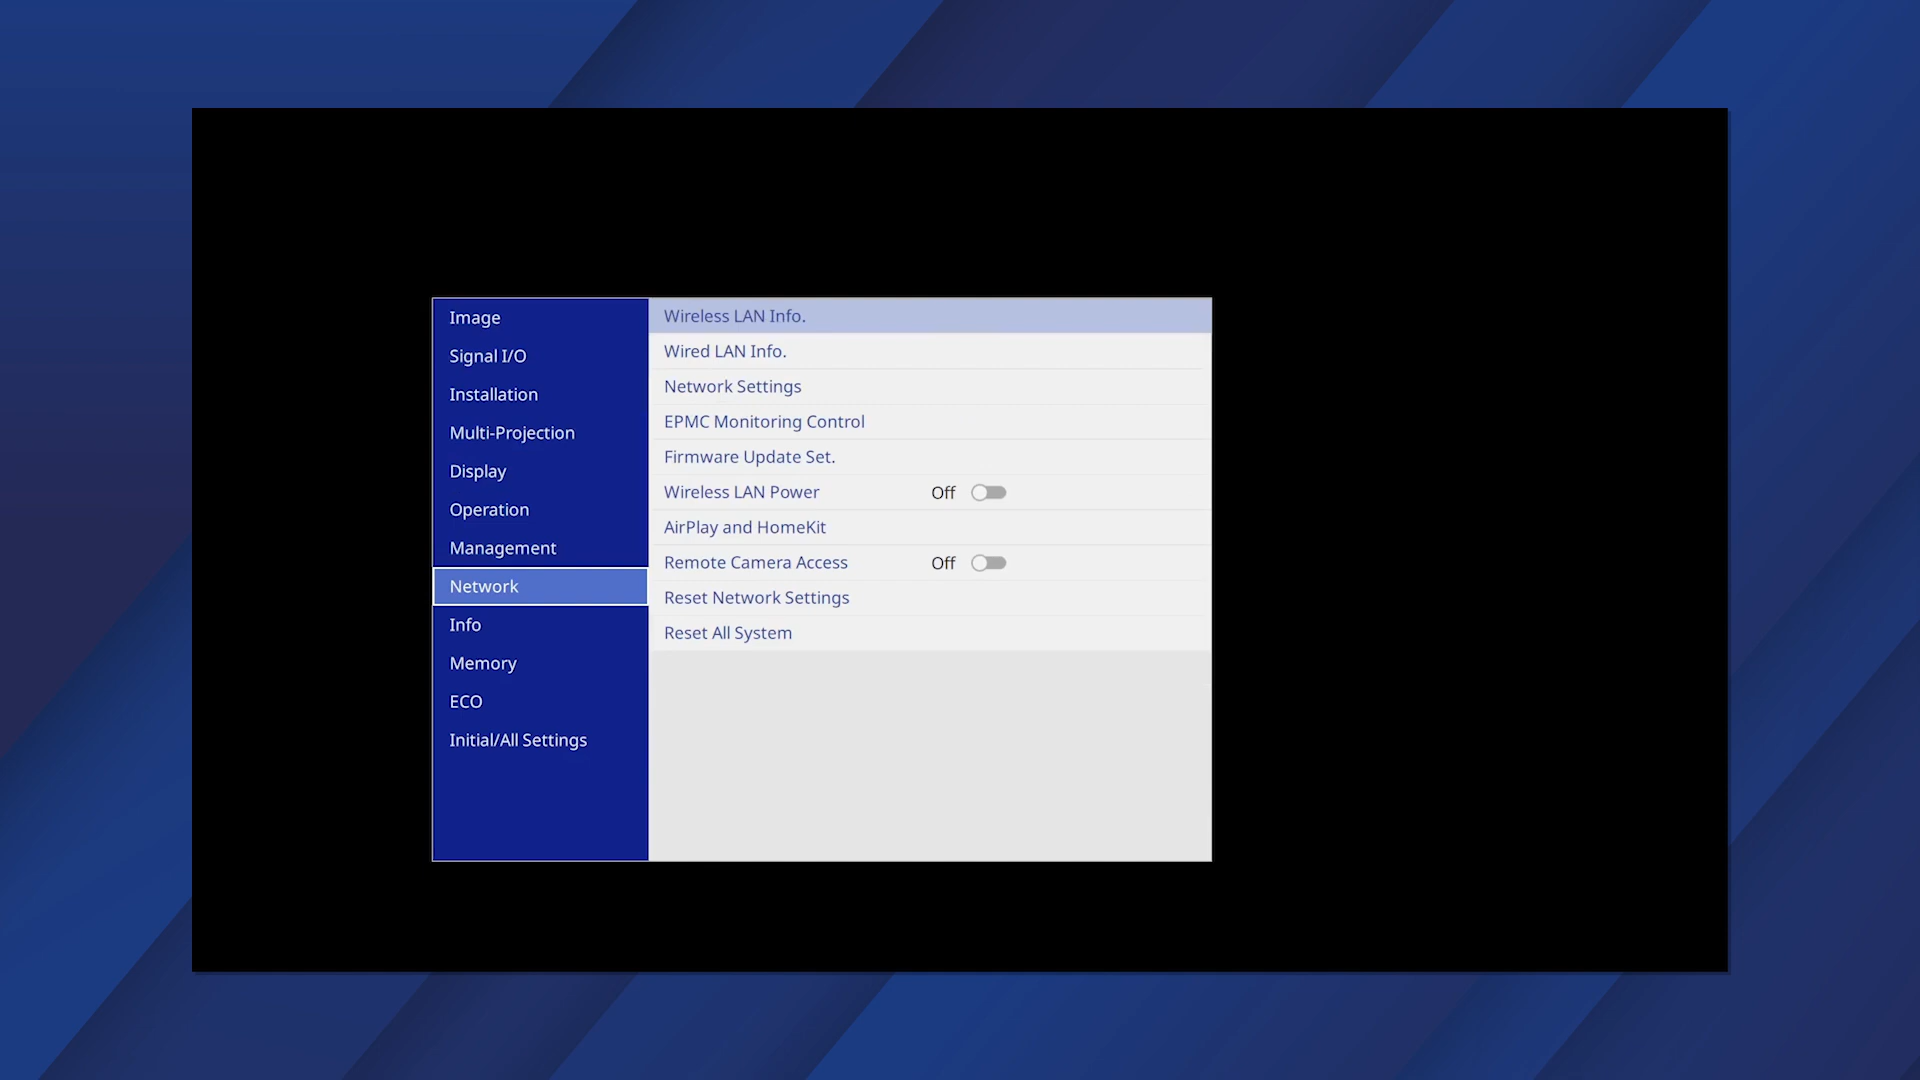 Image
Signal I/O
Installation
Multi-Projection
Display
Operation
Management
Network
Info
Memory
ECO
Initial/All Settings
Wireless LAN Info.
Wired LAN Info.
Network Settings
EPMC Monitoring Control
Firmware Update Set.
Wireless LAN Power Off
AirPlay and HomeKit
Remote Camera Access Off
Reset Network Settings
Reset All System